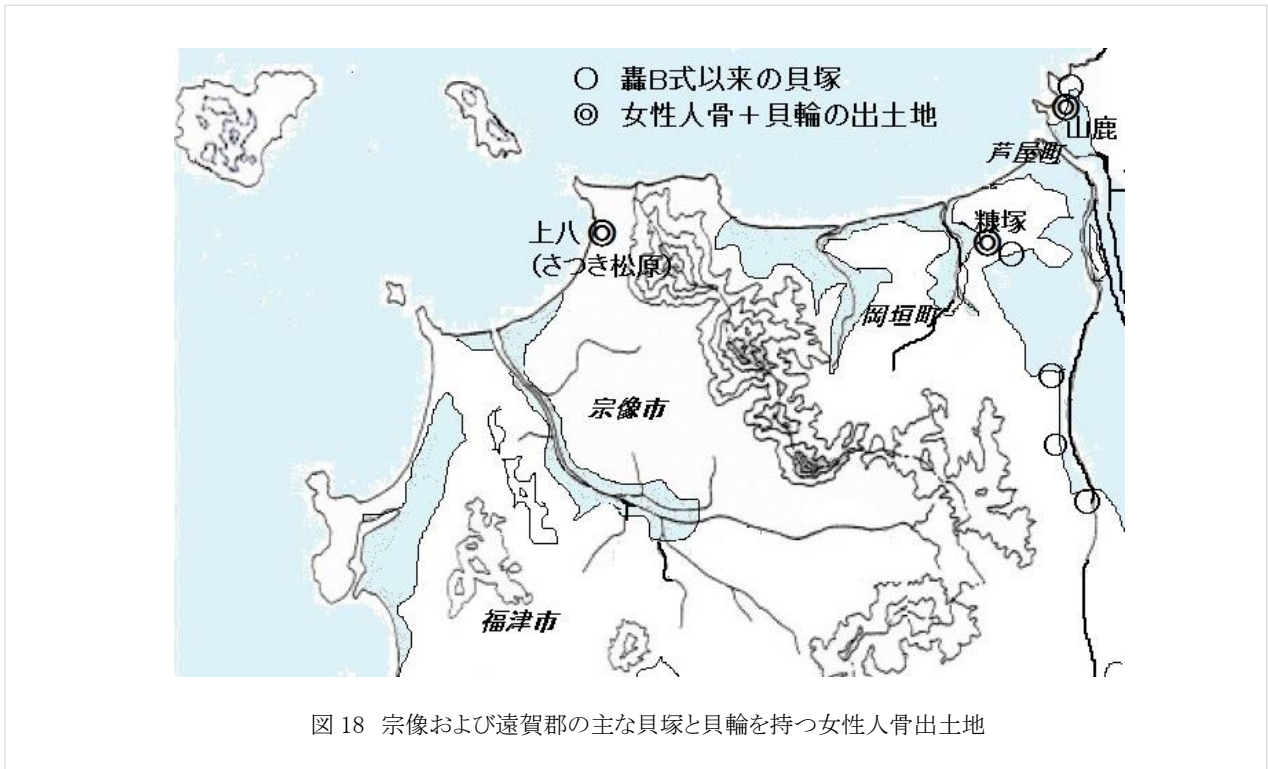 ○ 轟B式以来の貝塚
◎ 女性人骨+貝輪の出土地
山鹿
芦屋町
上八
(さつき松原)
糠塚
岡垣町
宗像市
福津市
図 18 宗像および遠賀郡の主な貝塚と貝輪を持つ女性人骨出土地